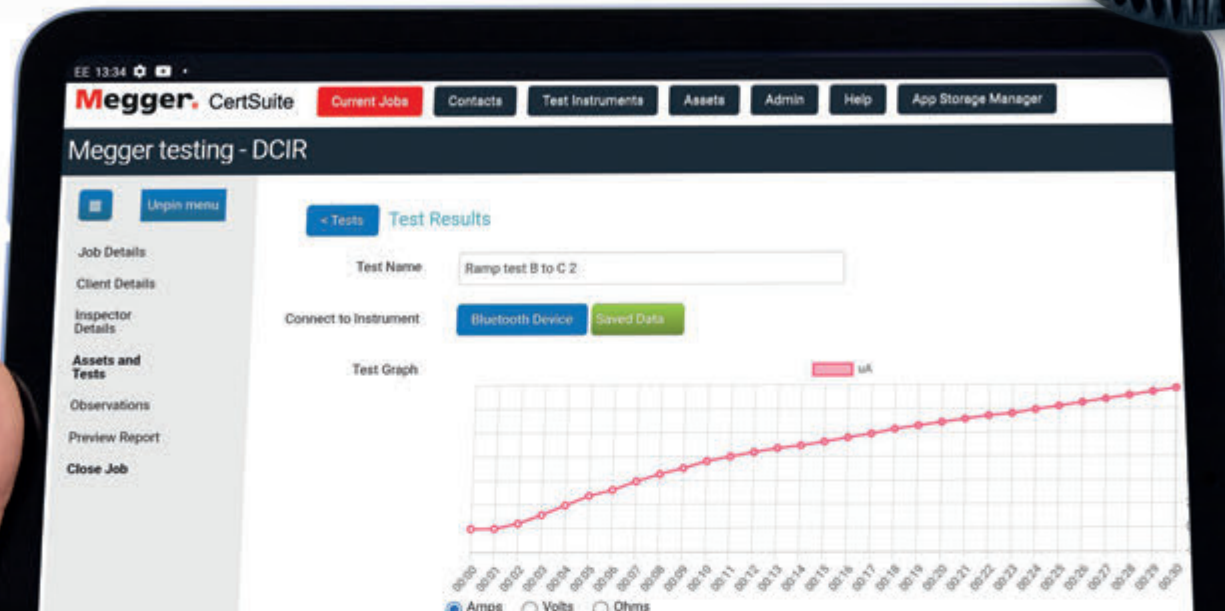 EE 13:34
Megger. CertSuite Current Jobs Contacts Test Instruments Assets Admin Help App Storage Manager
Megger testing - DCIR
Unpin menu
< Tests Test Results
Job Details
Test Name Ramp test B to C 2
Client Details
Inspector
Details
Connect to Instrument Bluetooth Device Saved Data
Assets and
Tests
Test Graph uA
Observations
Preview Report
Close Job
00:00 00:01 00:02 00:03 00:04 00:05 00:06 00:07 00:08 00:09 00:10 00:11 00:12 00:13 00:14 00:15 00:16 00:17 00:18 00:19 00:20 00:21 00:22 00:23 00:24 00:25 00:26 00:27 00:28 00:29 00:30
Amps Volts Ohms